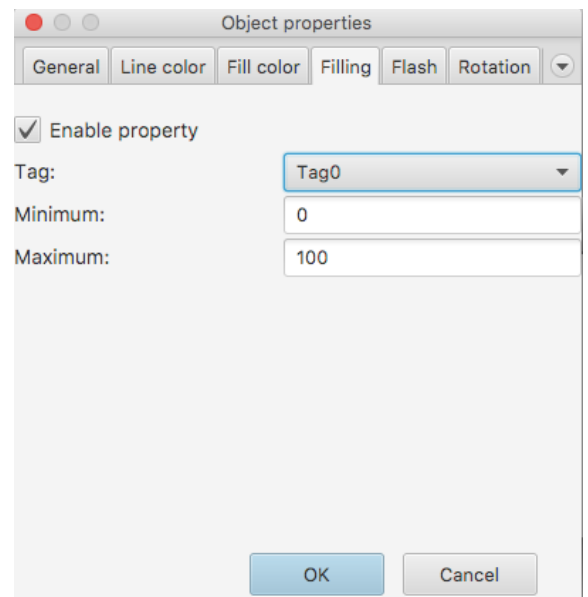 Object properties
General Line color Fill color Filling Flash Rotation
Enable property
Tag: Tag0
Minimum: 0
Maximum: 100
OK Cancel